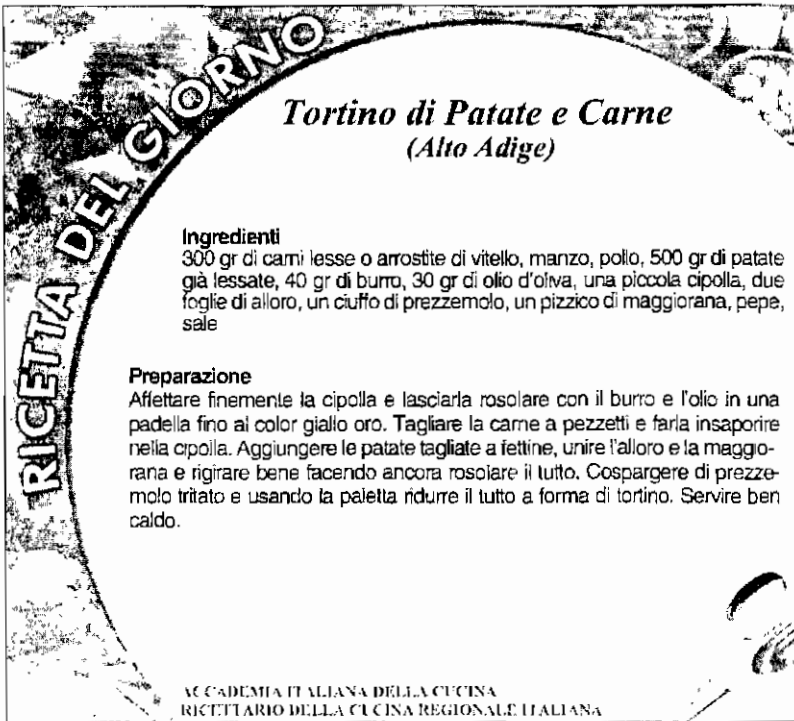 RICETTA DEL GIORNO
Tortino di Patate e Carne
(Alto Adige)
Ingredienti
300 gr di carni lesse o arrostite di vitello, manzo, pollo, 500 gr di patate
già lessate, 40 gr di burro, 30 gr di olio d'oliva, una piccola cipolla, due
foglie di alloro, un ciuffo di prezzemolo, un pizzico di maggiorana, pepe,
sale
Preparazione
Affettare finemente la cipolla e lasciarla rosolare con il burro e l'olio in una
padella fino al color giallo oro. Tagliare la carne a pezzetti e farla insaporire
nella cipolla. Aggiungere le patate tagliate a fettine, unire l'alloro e la maggio-
rana e rigirare bene facendo ancora rosolare il tutto. Cospargere di prezze-
molo tritato e usando la paletta ridurre il tutto a forma di tortino. Servire ben
caldo.
ACCADEMIA ITALIANA DELLA CUCINA
RICETTARIO DELLA CUCINA REGIONALE ITALIANA